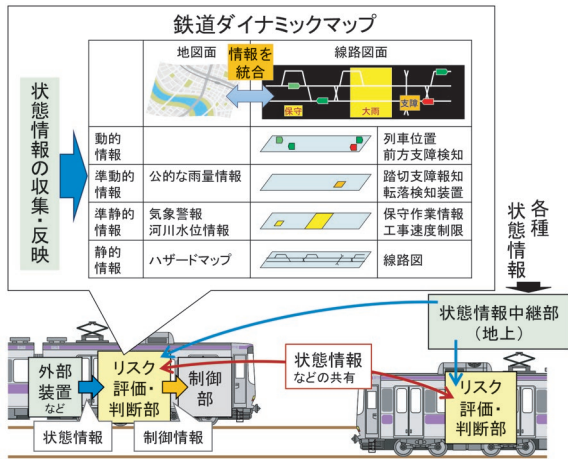 鉄道ダイナミックマップ
地図面
情報を
統合
線路図面
保守
大雨
支障
状態情報の収集・反映
動的
情報
列車位置
前方支障検知
準動的
情報
公的な雨量情報
踏切支障報知
転落検知装置
準静的
情報
気象警報
河川水位情報
保守作業情報
工事速度制限
静的
情報
ハザードマップ
線路図
各種
状態情報
状態情報中継部
(地上)
外部
装置
など
リスク
評価・
判断部
制御
部
状態情報
などの共有
リスク
評価・
判断部
状態情報
制御情報